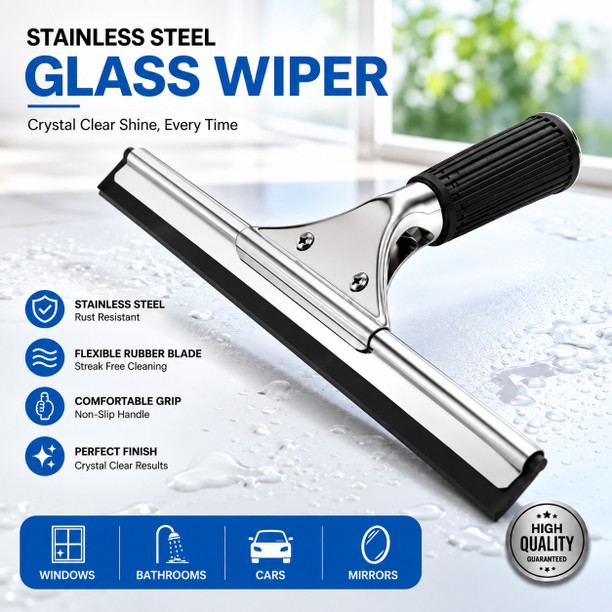 STAINLESS STEEL
GLASS WIPER
Crystal Clear Shine, Every Time
STAINLESS STEEL
Rust Resistant
FLEXIBLE RUBBER BLADE
Streak Free Cleaning
COMFORTABLE GRIP
Non-Slip Handle
PERFECT FINISH
Crystal Clear Results
WINDOWS
BATHROOMS
CARS
MIRRORS
HIGH
QUALITY
GUARANTEED